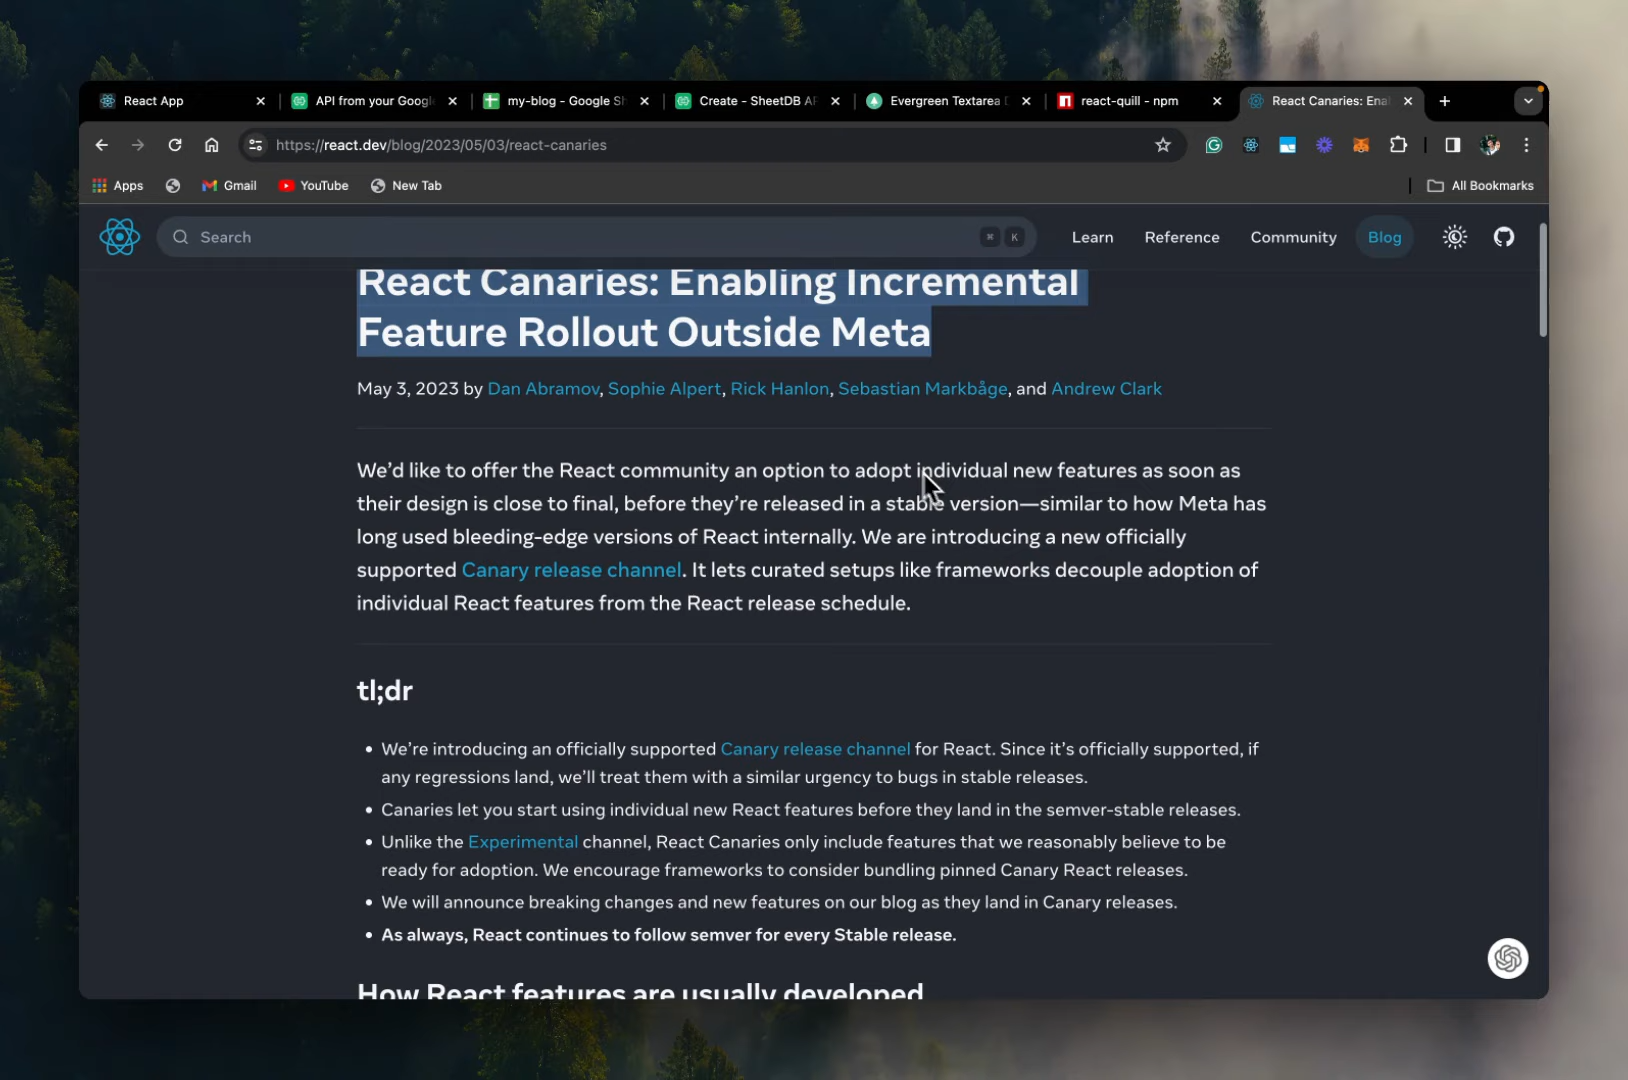 React App
API from your Googl
my-blog - Google Sh
Create - SheetDB AP
Evergreen Textarea D
react-quill - npm
React Canaries: Ena
https://react.dev/blog/2023/05/03/react-canaries
Apps
Gmail
YouTube
New Tab
All Bookmarks
Search
⌘ K
Learn
Reference
Community
Blog
React Canaries: Enabling Incremental
Feature Rollout Outside Meta
May 3, 2023 by Dan Abramov, Sophie Alpert, Rick Hanlon, Sebastian Markbåge, and Andrew Clark
We’d like to offer the React community an option to adopt individual new features as soon as
their design is close to final, before they’re released in a stable version—similar to how Meta has
long used bleeding-edge versions of React internally. We are introducing a new officially
supported Canary release channel. It lets curated setups like frameworks decouple adoption of
individual React features from the React release schedule.
tl;dr
• We’re introducing an officially supported Canary release channel for React. Since it’s officially supported, if
any regressions land, we’ll treat them with a similar urgency to bugs in stable releases.
• Canaries let you start using individual new React features before they land in the semver-stable releases.
• Unlike the Experimental channel, React Canaries only include features that we reasonably believe to be
ready for adoption. We encourage frameworks to consider bundling pinned Canary React releases.
• We will announce breaking changes and new features on our blog as they land in Canary releases.
• As always, React continues to follow semver for every Stable release.
How React features are usually developed